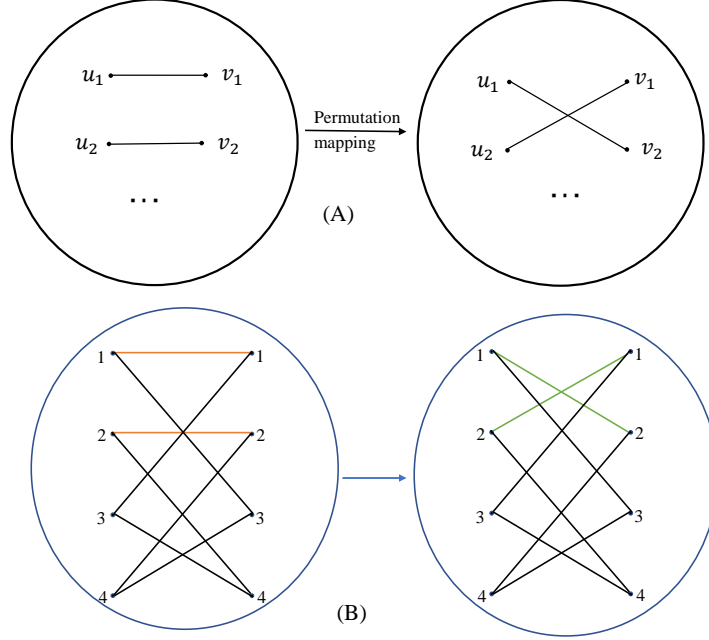 u₁ v₁ u₁ v₁
Permutation
mapping
u₂ v₂ u₂ v₂
... ...
(A)
1 1 1 1
2 2 2 2
3 3 3 3
4 4 4 4
(B)